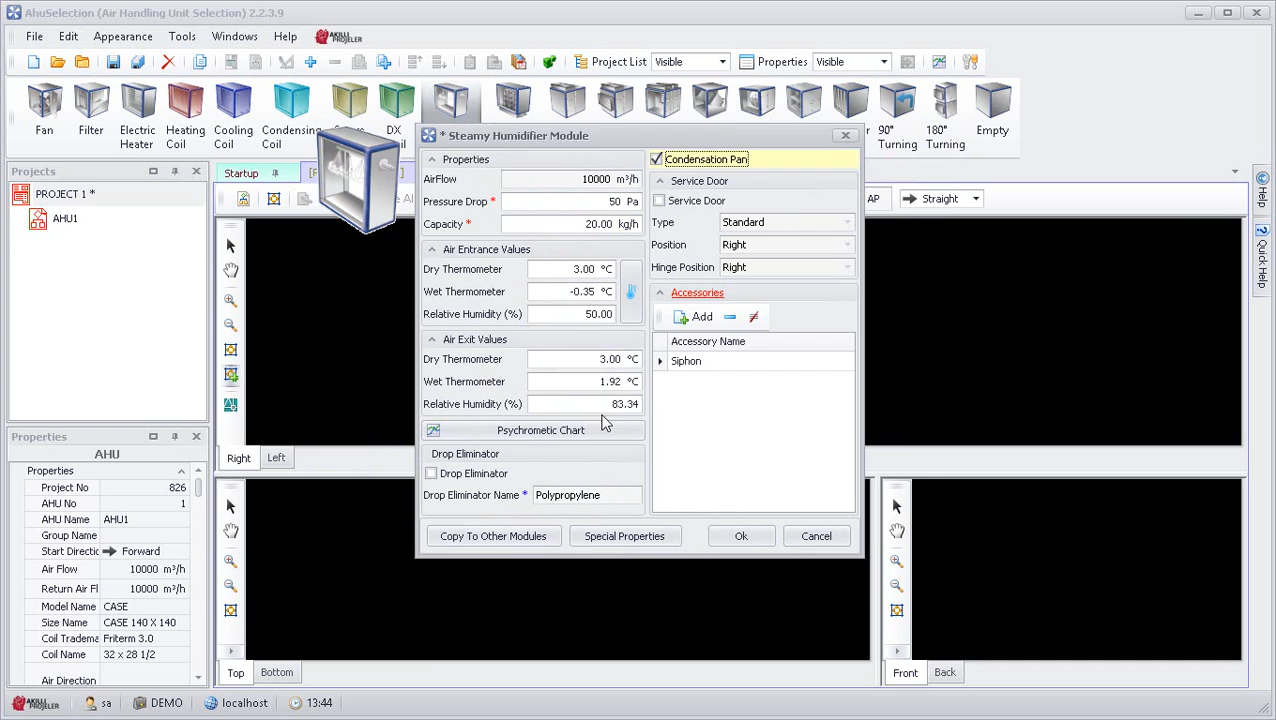 AhuSelection (Air Handling Unit Selection) 2.2.3.9
File Edit Appearance Tools Windows Help AKILLI PROJELER
Project List Visible Properties Visible
Fan Filter Electric Heater Heating Coil Cooling Coil Condensing Coil DX 90° Turning 180° Turning Empty
* Steamy Humidifier Module
Projects
PROJECT 1 *
AHU1
Startup
AP Straight
Help
Quick Help
Properties
AirFlow 10000 m³/h
Pressure Drop * 50 Pa
Capacity * 20.00 kg/h
Air Entrance Values
Dry Thermometer 3.00 °C
Wet Thermometer -0.35 °C
Relative Humidity (%) 50.00
Air Exit Values
Dry Thermometer 3.00 °C
Wet Thermometer 1.92 °C
Relative Humidity (%) 83.34
Psychrometic Chart
Drop Eliminator
Drop Eliminator
Drop Eliminator Name * Polypropylene
Condensation Pan
Service Door
Service Door
Type Standard
Position Right
Hinge Position Right
Accessories
Add
Accessory Name
Siphon
Copy To Other Modules Special Properties Ok Cancel
Right Left
Properties
AHU
Properties
Project No 826
AHU No 1
AHU Name AHU1
Group Name
Start Directic Forward
Air Flow 10000 m³/h
Return Air Fl 10000 m³/h
Model Name CASE
Size Name CASE 140 X 140
Coil Tradema Friterm 3.0
Coil Name 32 x 28 1/2
Air Direction
Top Bottom
Front Back
AKILLI PROJELER sa DEMO localhost 13:44